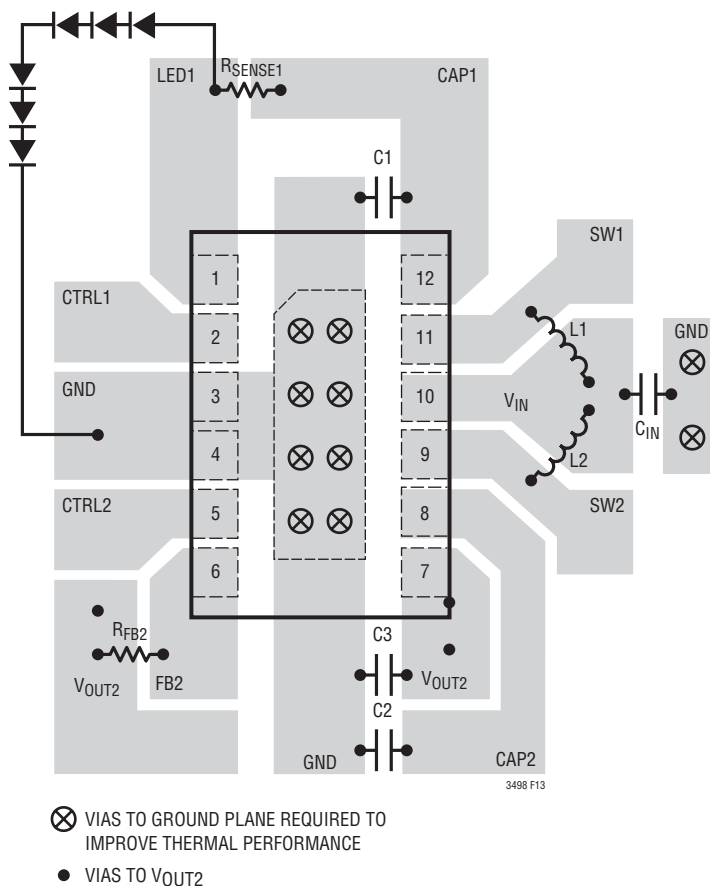 LED1
RSENSE1
CAP1
C1
SW1
CTRL1
1
12
2
11
L1
GND
GND
3
10
VIN
CIN
4
9
L2
CTRL2
5
8
SW2
6
7
RFB2
C3
VOUT2
FB2
VOUT2
C2
GND
CAP2
3498 F13
VIAS TO GROUND PLANE REQUIRED TO
IMPROVE THERMAL PERFORMANCE
VIAS TO VOUT2